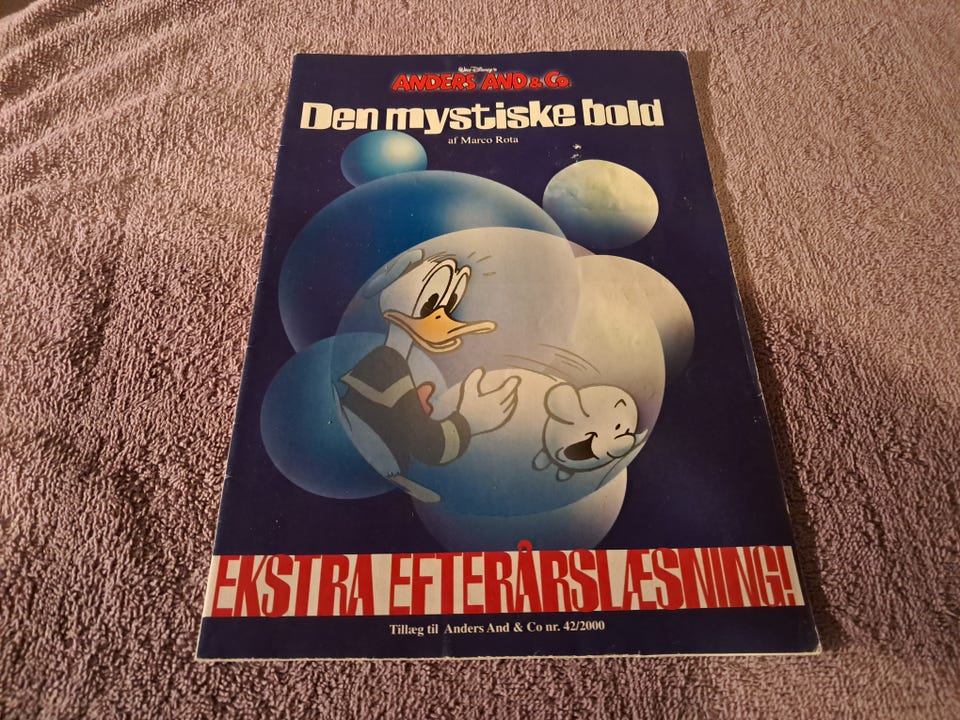 Walt Disney's
ANDERS AND & Co.
Den mystiske bold
af Marco Rota
EKSTRA EFTERÅRSLÆSNING!
Tillæg til Anders And & Co nr. 42/2000